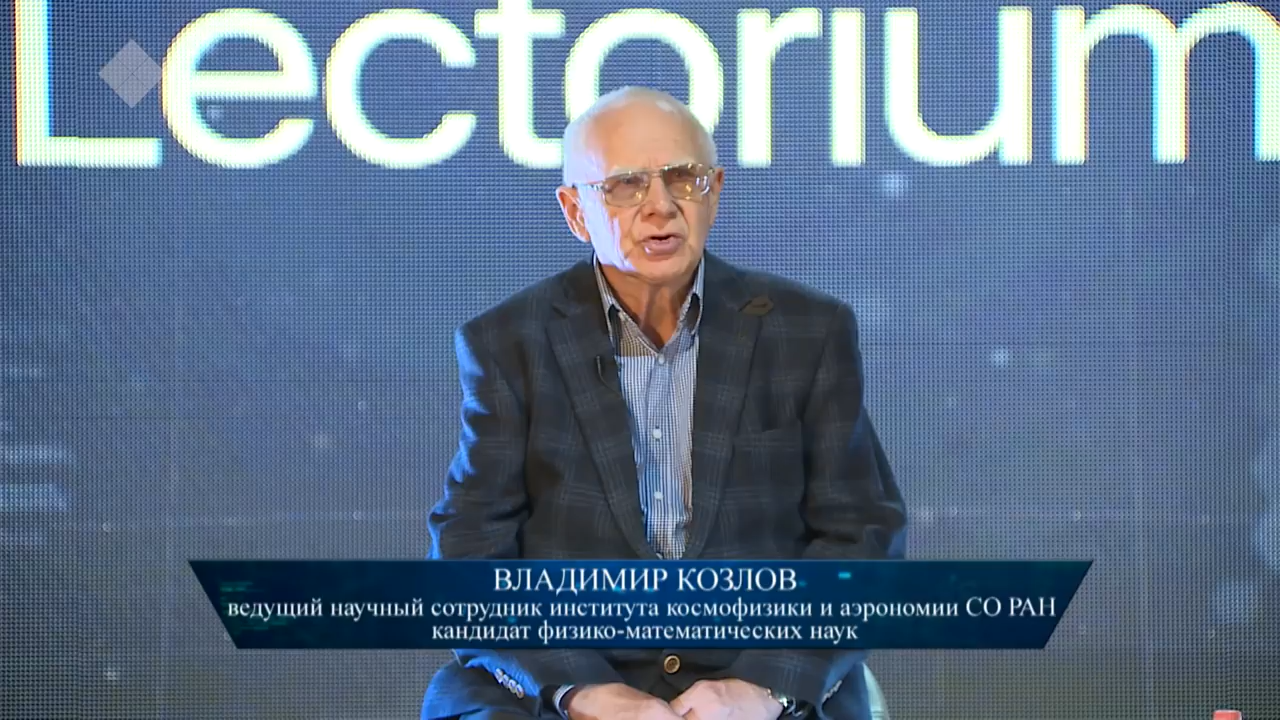 Lectorium
ВЛАДИМИР КОЗЛОВ
ведущий научный сотрудник института космофизики и аэрономии СО РАН
кандидат физико-математических наук